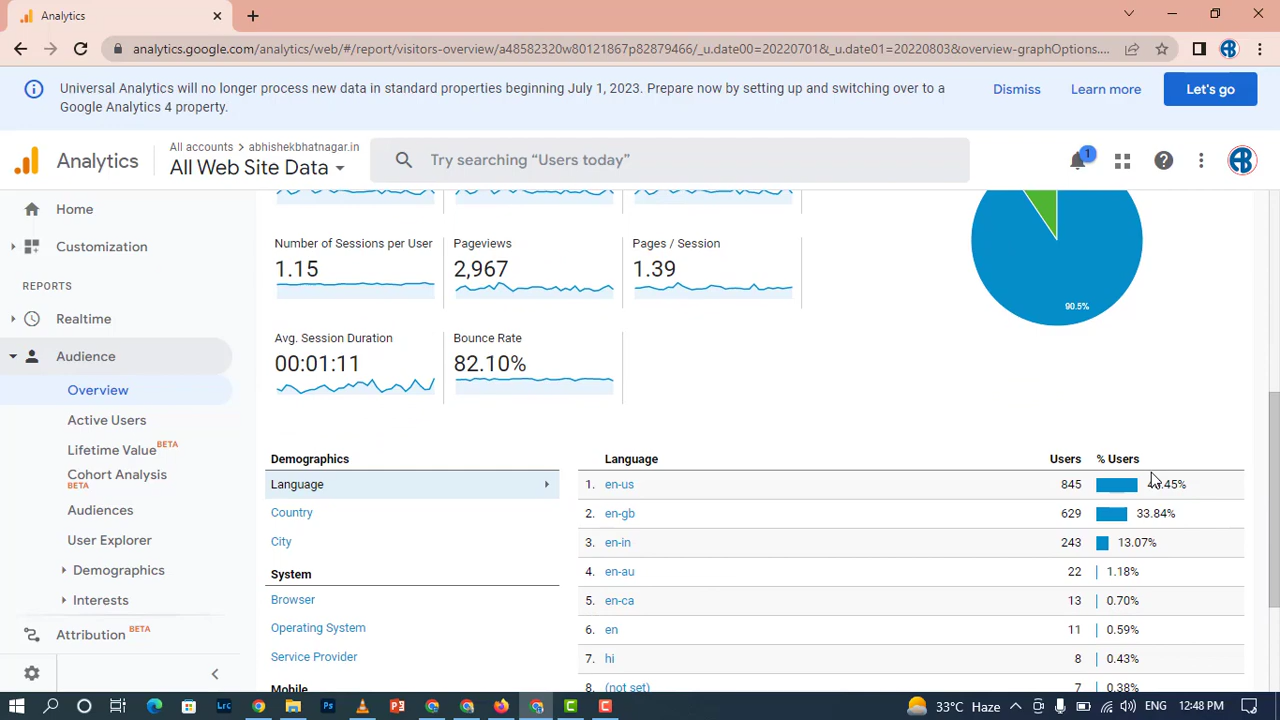 Analytics
analytics.google.com/analytics/web/#/report/visitors-overview/a48582320w80121867p82879466/_u.date00=20220701&_u.date01=20220803&overview-graphOptions....
Universal Analytics will no longer process new data in standard properties beginning July 1, 2023. Prepare now by setting up and switching over to a
Google Analytics 4 property.
Dismiss
Learn more
Let's go
Analytics
All accounts > abhishekbhatnagar.in
All Web Site Data
Try searching “Users today”
1
Home
Customization
REPORTS
Realtime
Audience
Overview
Active Users
Lifetime Value BETA
Cohort Analysis
BETA
Audiences
User Explorer
Demographics
Interests
Attribution BETA
Number of Sessions per User
1.15
Pageviews
2,967
Pages / Session
1.39
Avg. Session Duration
00:01:11
Bounce Rate
82.10%
90.5%
Demographics
Language
Country
City
System
Browser
Operating System
Service Provider
Mobile
Language Users % Users
1. en-us 845
2. en-gb 629 33.84%
3. en-in 243 13.07%
4. en-au 22 1.18%
5. en-ca 13 0.70%
6. en 11 0.59%
7. hi 8 0.43%
8. (not set) 7 0.38%
Lrc
Ps
33°C Haze
ENG
12:48 PM